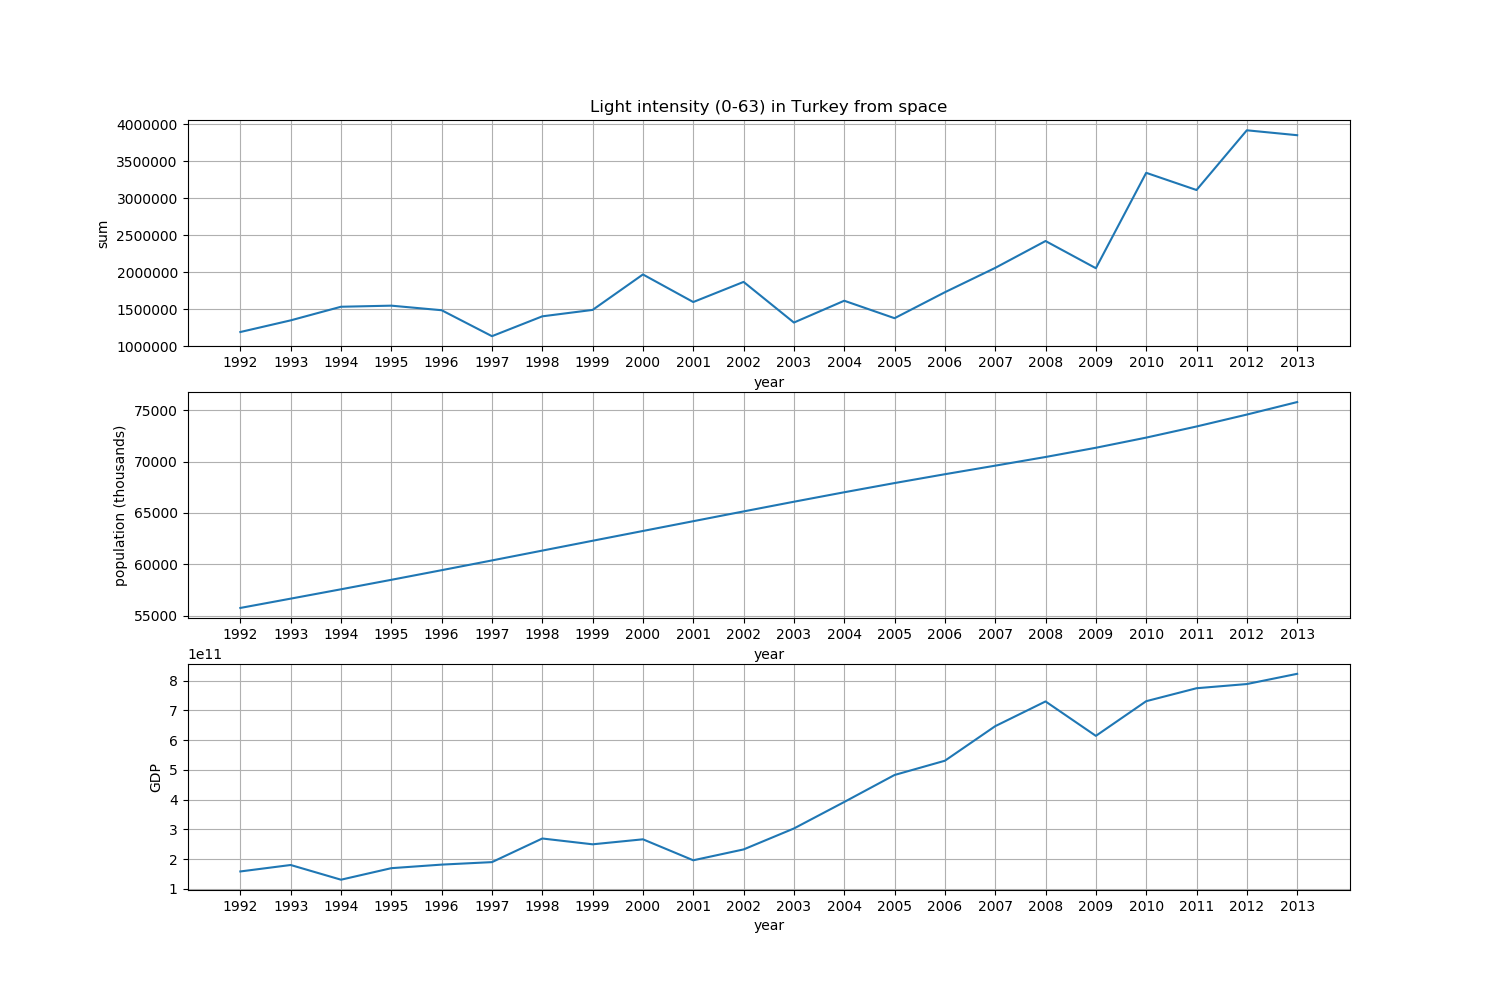 Light intensity (0-63) in Turkey from space
4000000
3500000
3000000
2500000
2000000
1500000
1000000
sum
1992 1993 1994 1995 1996 1997 1998 1999 2000 2001 2002 2003 2004 2005 2006 2007 2008 2009 2010 2011 2012 2013
year
75000
70000
65000
60000
55000
population (thousands)
1992 1993 1994 1995 1996 1997 1998 1999 2000 2001 2002 2003 2004 2005 2006 2007 2008 2009 2010 2011 2012 2013
year
1e11
8
7
6
5
4
3
2
1
GDP
1992 1993 1994 1995 1996 1997 1998 1999 2000 2001 2002 2003 2004 2005 2006 2007 2008 2009 2010 2011 2012 2013
year